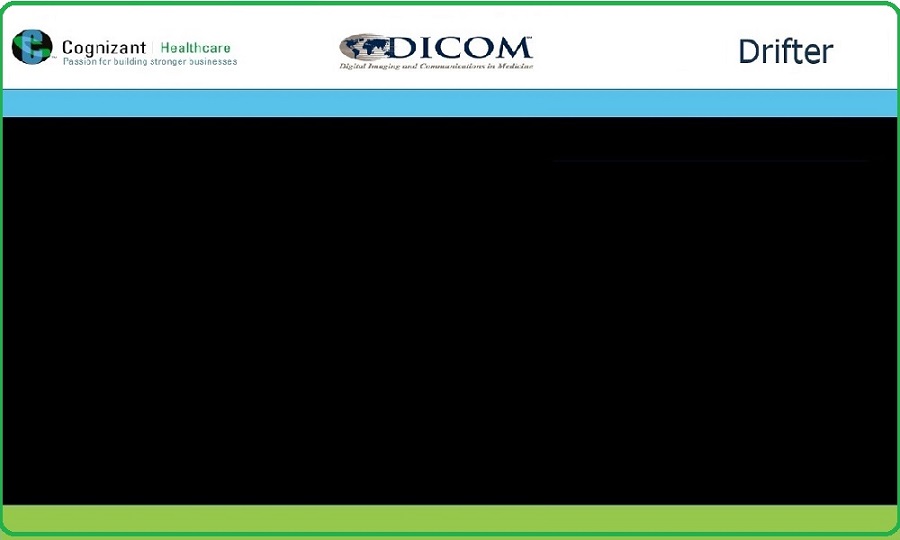 Cognizant | Healthcare
Passion for building stronger businesses
DICOM™
Digital Imaging and Communications in Medicine
Drifter